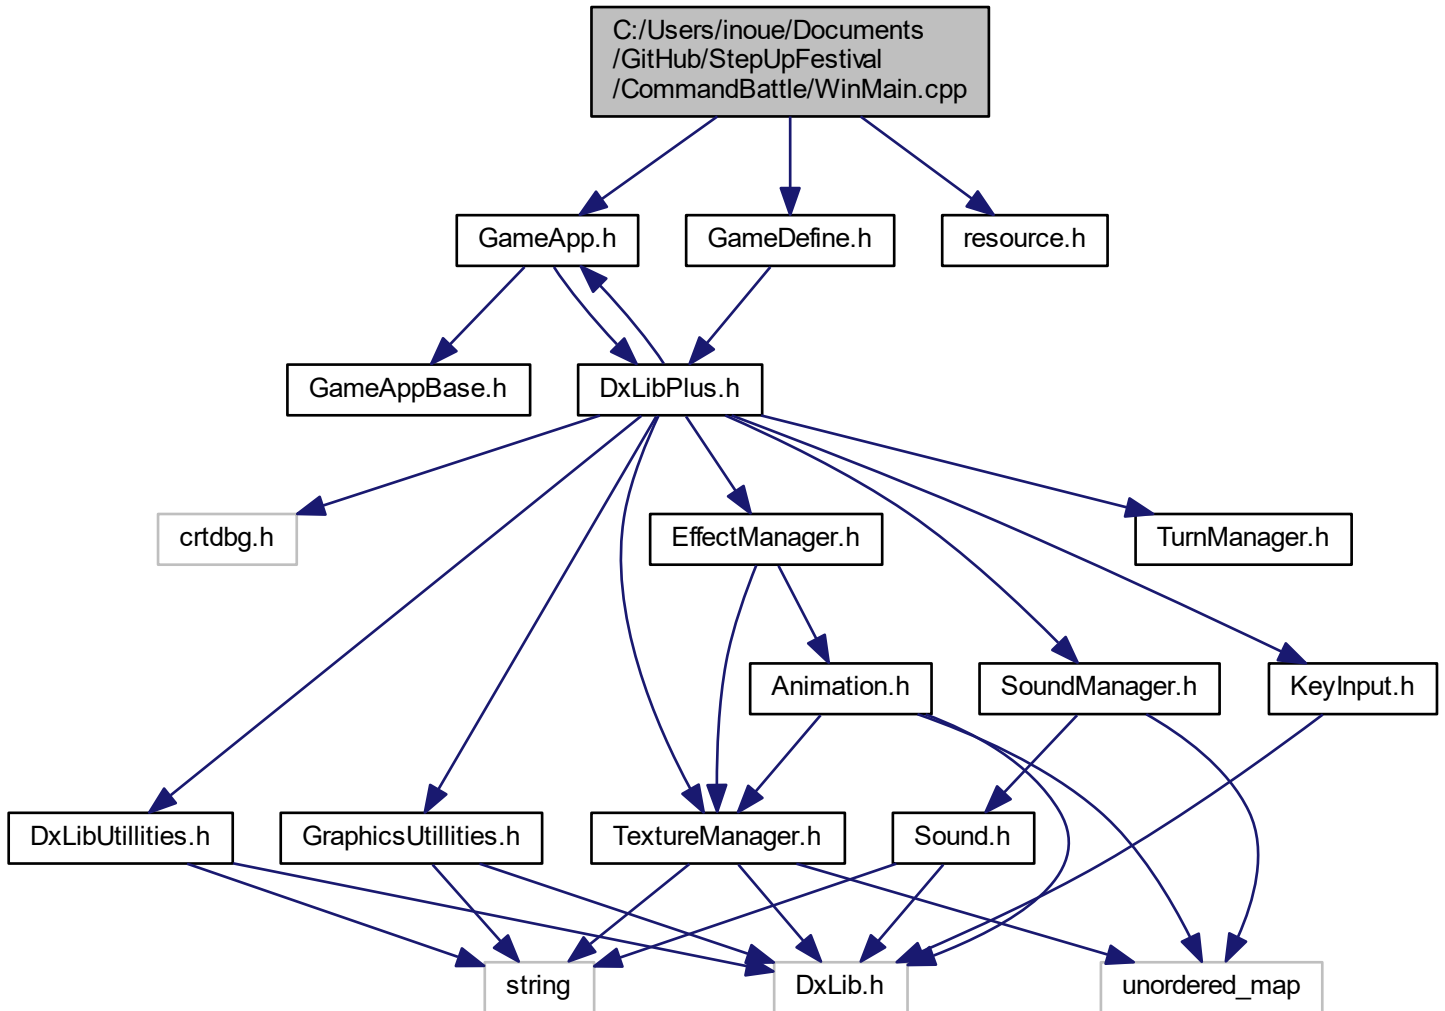 C:/Users/inoue/Documents
/GitHub/StepUpFestival
/CommandBattle/WinMain.cpp
GameApp.h
GameDefine.h
resource.h
GameAppBase.h
DxLibPlus.h
crtdbg.h
EffectManager.h
TurnManager.h
Animation.h
SoundManager.h
KeyInput.h
DxLibUtillities.h
GraphicsUtillities.h
TextureManager.h
Sound.h
string
DxLib.h
unordered_map